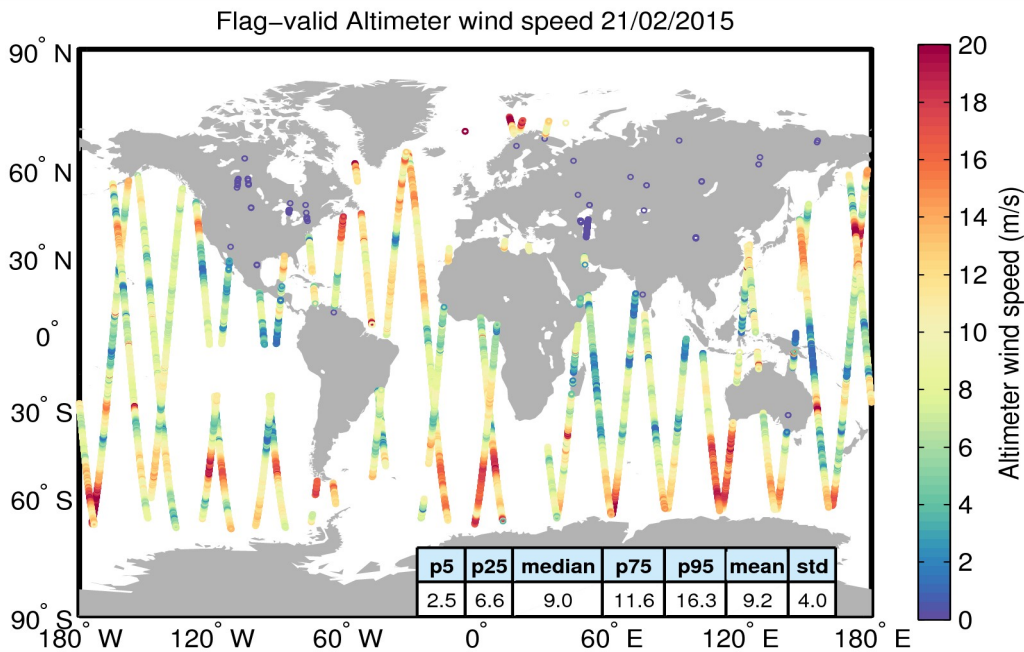 Flag−valid Altimeter wind speed 21/02/2015
90° N
60° N
30° N
0°
30° S
60° S
90° S
180° W
120° W
60° W
0°
60° E
120° E
180° E
p5 p25 median p75 p95 mean std
2.5 6.6 9.0 11.6 16.3 9.2 4.0
20
18
16
14
12
10
8
6
4
2
0
Altimeter wind speed (m/s)